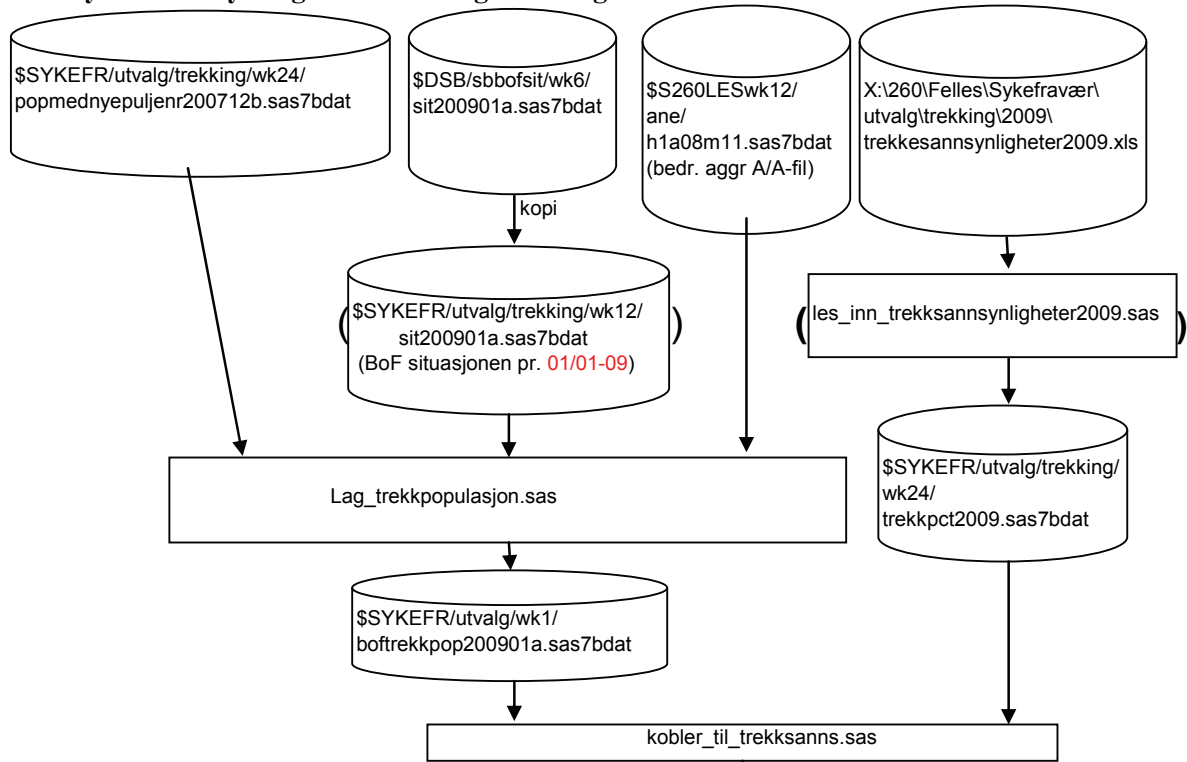 $SYKEFR/utvalg/trekking/wk24/
popmednyepuljenr200712b.sas7bdat
$DSB/sbbofsit/wk6/
sit200901a.sas7bdat
$S260LESwk12/
ane/
h1a08m11.sas7bdat
(bedr. aggr A/A-fil)
X:\260\Felles\Sykefravær\
utvalg\trekking\2009\
trekkesannsynligheter2009.xls
kopi
($SYKEFR/utvalg/trekking/wk12/)
sit200901a.sas7bdat
(BoF situasjonen pr. 01/01-09)
(les_inn_trekksannsynligheter2009.sas)
$SYKEFR/utvalg/trekking/
wk24/
trekkpct2009.sas7bdat
Lag_trekkpopulasjon.sas
$SYKEFR/utvalg/wk1/
boftrekkpop200901a.sas7bdat
kobler_til_trekksanns.sas